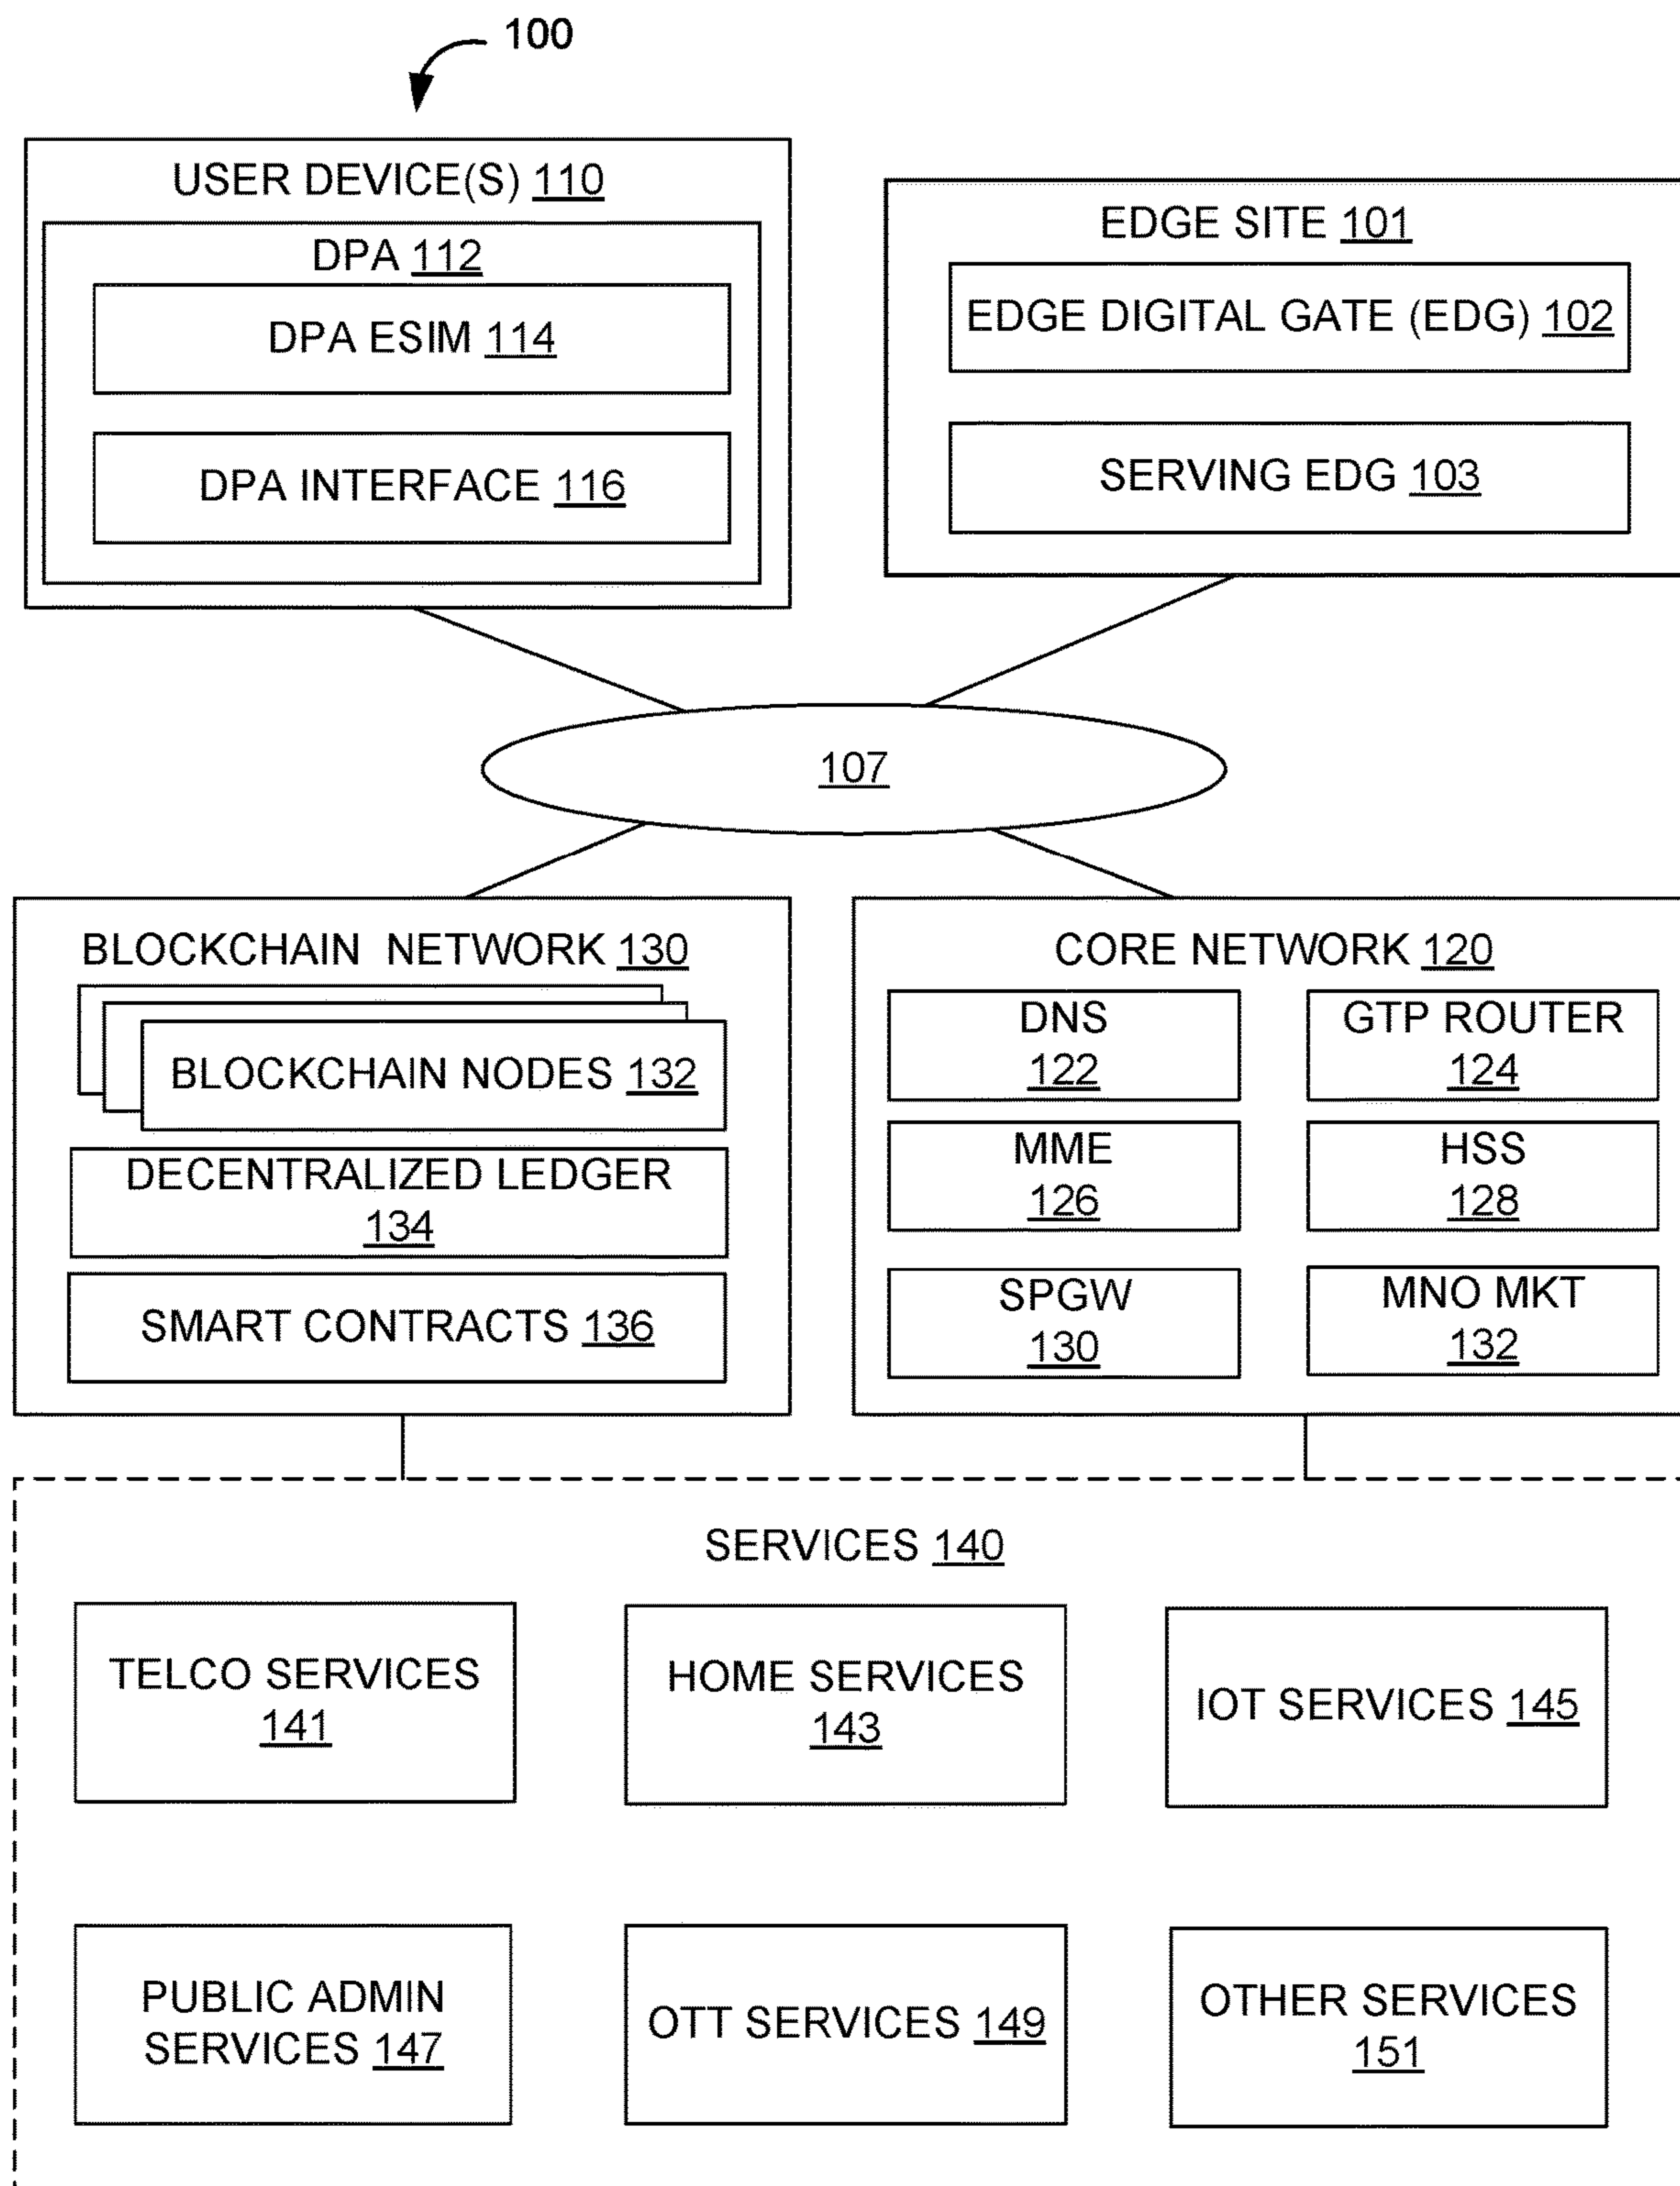 100
USER DEVICE(S) 110
DPA 112
DPA ESIM 114
DPA INTERFACE 116
EDGE SITE 101
EDGE DIGITAL GATE (EDG) 102
SERVING EDG 103
107
BLOCKCHAIN NETWORK 130
BLOCKCHAIN NODES 132
DECENTRALIZED LEDGER
134
SMART CONTRACTS 136
CORE NETWORK 120
DNS
122
GTP ROUTER
124
MME
126
HSS
128
SPGW
130
MNO MKT
132
SERVICES 140
TELCO SERVICES
141
HOME SERVICES
143
IOT SERVICES 145
PUBLIC ADMIN
SERVICES 147
OTT SERVICES 149
OTHER SERVICES
151